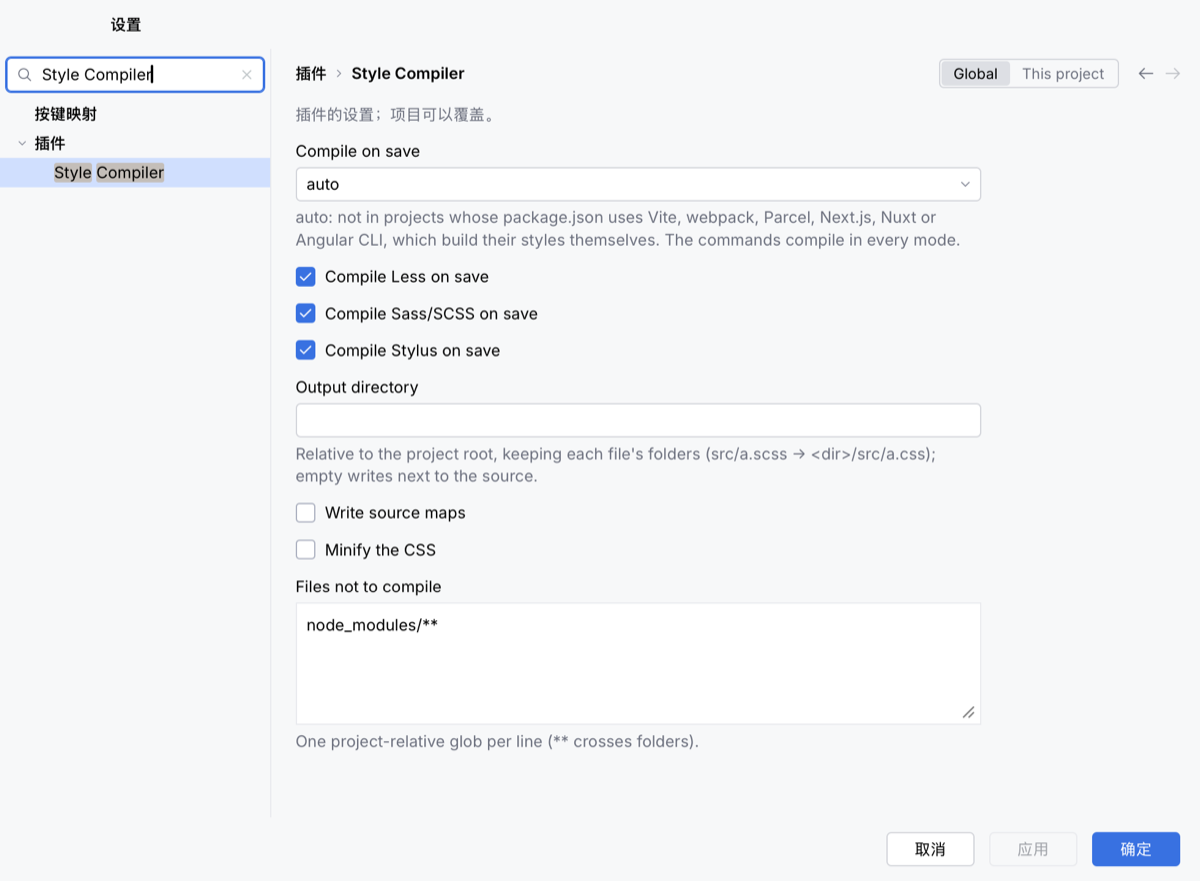 设置
Style Compiler
按键映射
插件
Style Compiler
插件 › Style Compiler
Global This project
插件的设置；项目可以覆盖。
Compile on save
auto
auto: not in projects whose package.json uses Vite, webpack, Parcel, Next.js, Nuxt or
Angular CLI, which build their styles themselves. The commands compile in every mode.
Compile Less on save
Compile Sass/SCSS on save
Compile Stylus on save
Output directory
Relative to the project root, keeping each file's folders (src/a.scss → <dir>/src/a.css);
empty writes next to the source.
Write source maps
Minify the CSS
Files not to compile
node_modules/**
One project-relative glob per line (** crosses folders).
取消 应用 确定